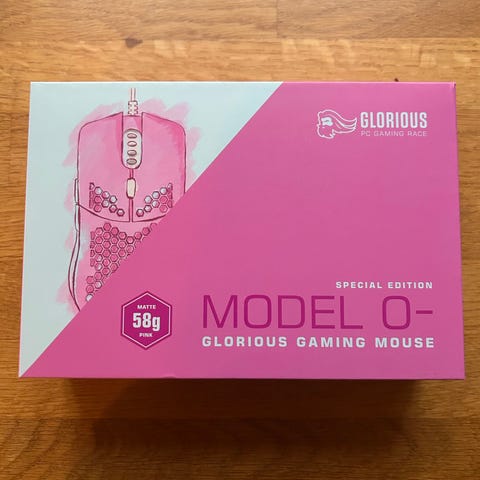 GLORIOUS
PC GAMING RACE
SPECIAL EDITION
MODEL O-
GLORIOUS GAMING MOUSE
MATTE
58g
PINK